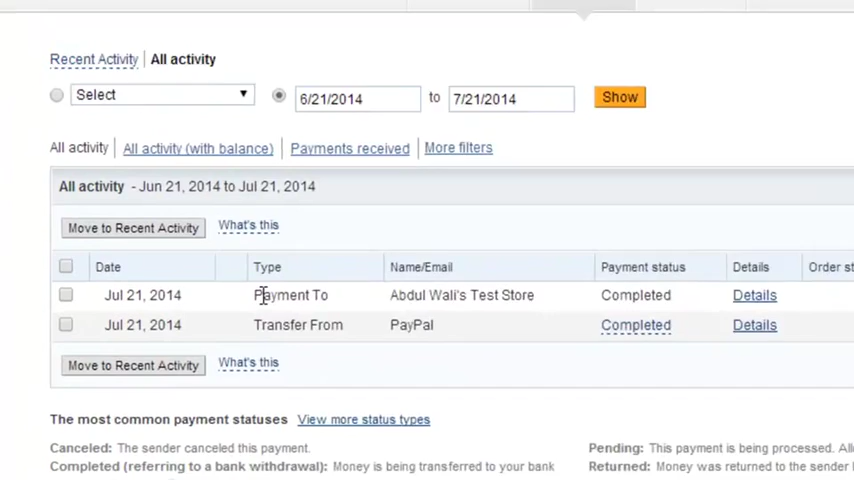 Recent Activity | All activity
Select 6/21/2014 to 7/21/2014 Show
All activity | All activity (with balance) | Payments received | More filters
All activity - Jun 21, 2014 to Jul 21, 2014
Move to Recent Activity What's this
Date Type Name/Email Payment status Details Order st
Jul 21, 2014 Payment To Abdul Wali's Test Store Completed Details
Jul 21, 2014 Transfer From PayPal Completed Details
Move to Recent Activity What's this
The most common payment statuses View more status types
Canceled: The sender canceled this payment. Pending: This payment is being processed. All
Completed (referring to a bank withdrawal): Money is being transferred to your bank Returned: Money was returned to the sender